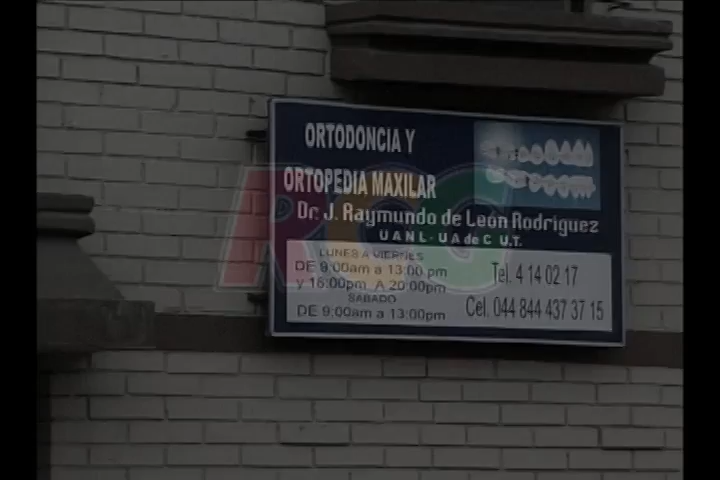 ORTODONCIA Y
ORTOPEDIA MAXILAR
Dr. J. Raymundo de León Rodriguez
UANL - UA de C U.T.
LUNES A VIERNES
DE 9:00am a 13:00 pm
y 16:00pm A 20:00pm
SABADO
DE 9:00am a 13:00pm
Tel. 4 14 02 17
Cel. 044 844 437 37 15
RCG